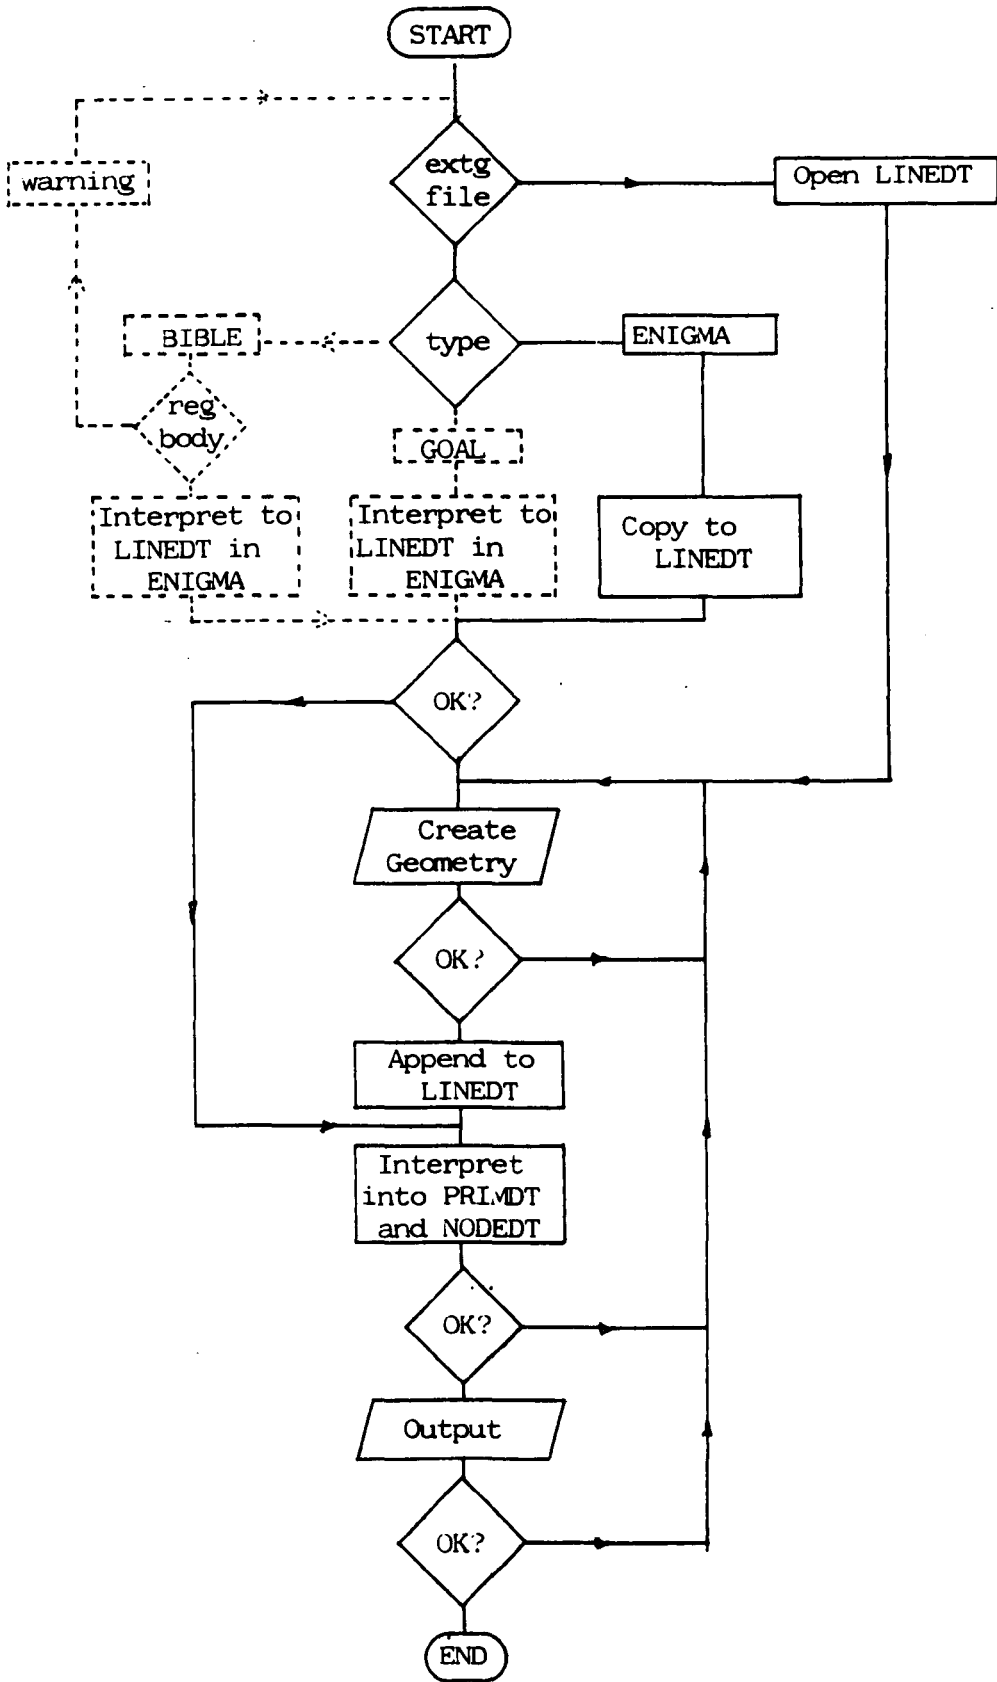 START
extg
file
warning
Open LINEDT
BIBLE
type
ENIGMA
reg
body
GOAL
Interpret to
LINEDT in
ENIGMA
Interpret to
LINEDT in
ENIGMA
Copy to
LINEDT
OK?
Create
Geometry
OK?
Append to
LINEDT
Interpret
into PRIMDT
and NODEDT
OK?
Output
OK?
END